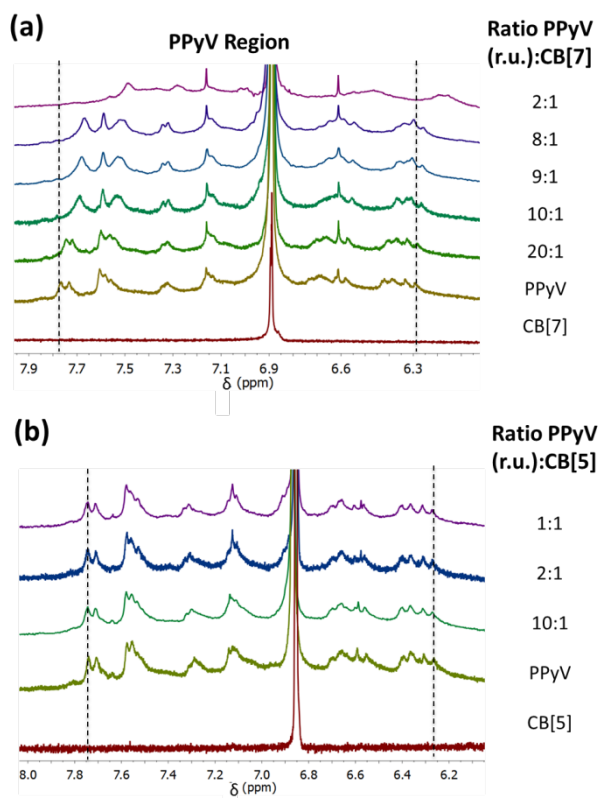 (a)
PPyV Region
Ratio PPyV
(r.u.):CB[7]
2:1
8:1
9:1
10:1
20:1
PPyV
CB[7]
7.9 7.7 7.5 7.3 7.1 6.9 6.6 6.3
δ (ppm)
(b)
Ratio PPyV
(r.u.):CB[5]
1:1
2:1
10:1
PPyV
CB[5]
8.0 7.8 7.6 7.4 7.2 7.0 6.8 6.6 6.4 6.2
δ (ppm)